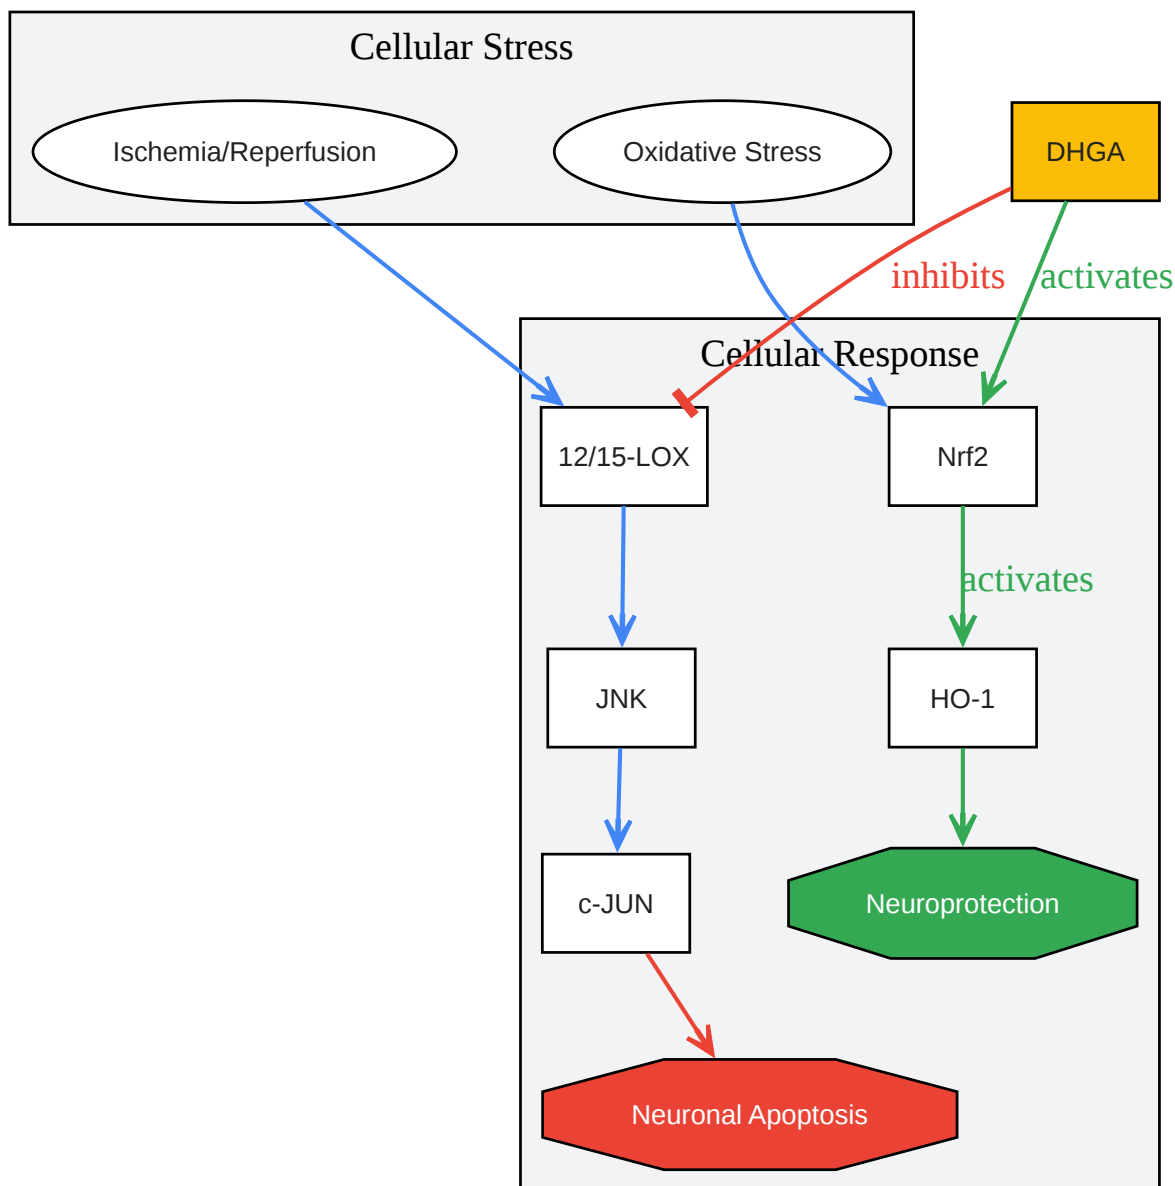 Cellular Stress
Ischemia/Reperfusion
Oxidative Stress
DHGA
inhibits
activates
Cellular Response
12/15-LOX
Nrf2
activates
JNK
HO-1
c-JUN
Neuroprotection
Neuronal Apoptosis